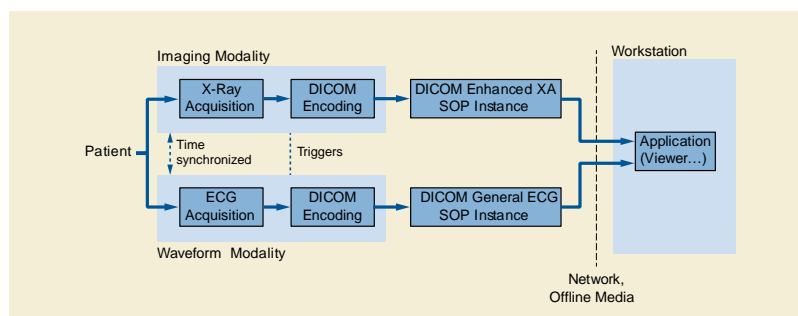 Imaging Modality
X-Ray
Acquisition
DICOM
Encoding
DICOM Enhanced XA
SOP Instance
Workstation
Patient
Time
synchronized
Triggers
Application
(Viewer...)
ECG
Acquisition
DICOM
Encoding
DICOM General ECG
SOP Instance
Waveform Modality
Network,
Offline Media